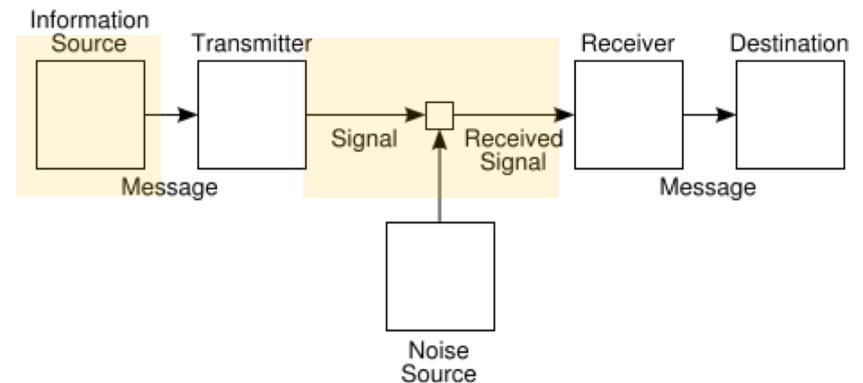 Information
Source
Transmitter
Receiver
Destination
Signal
Received
Signal
Message
Message
Noise
Source